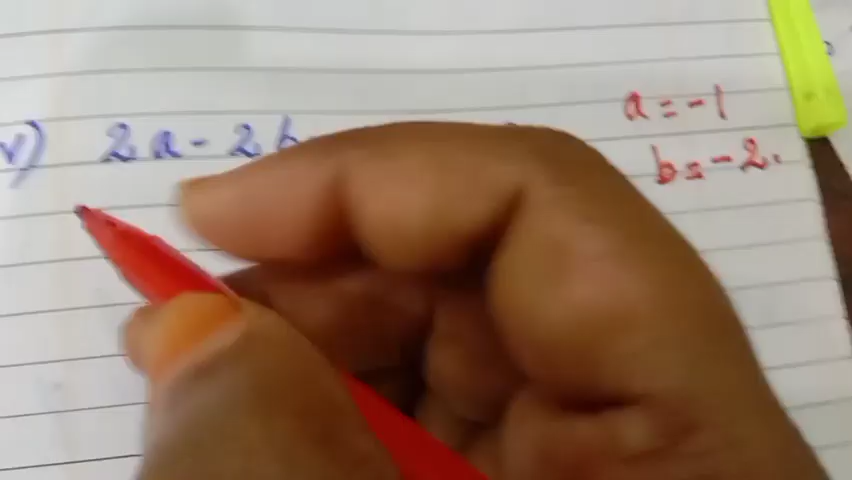 v) 2a - 2b
a = -1
b = -2.